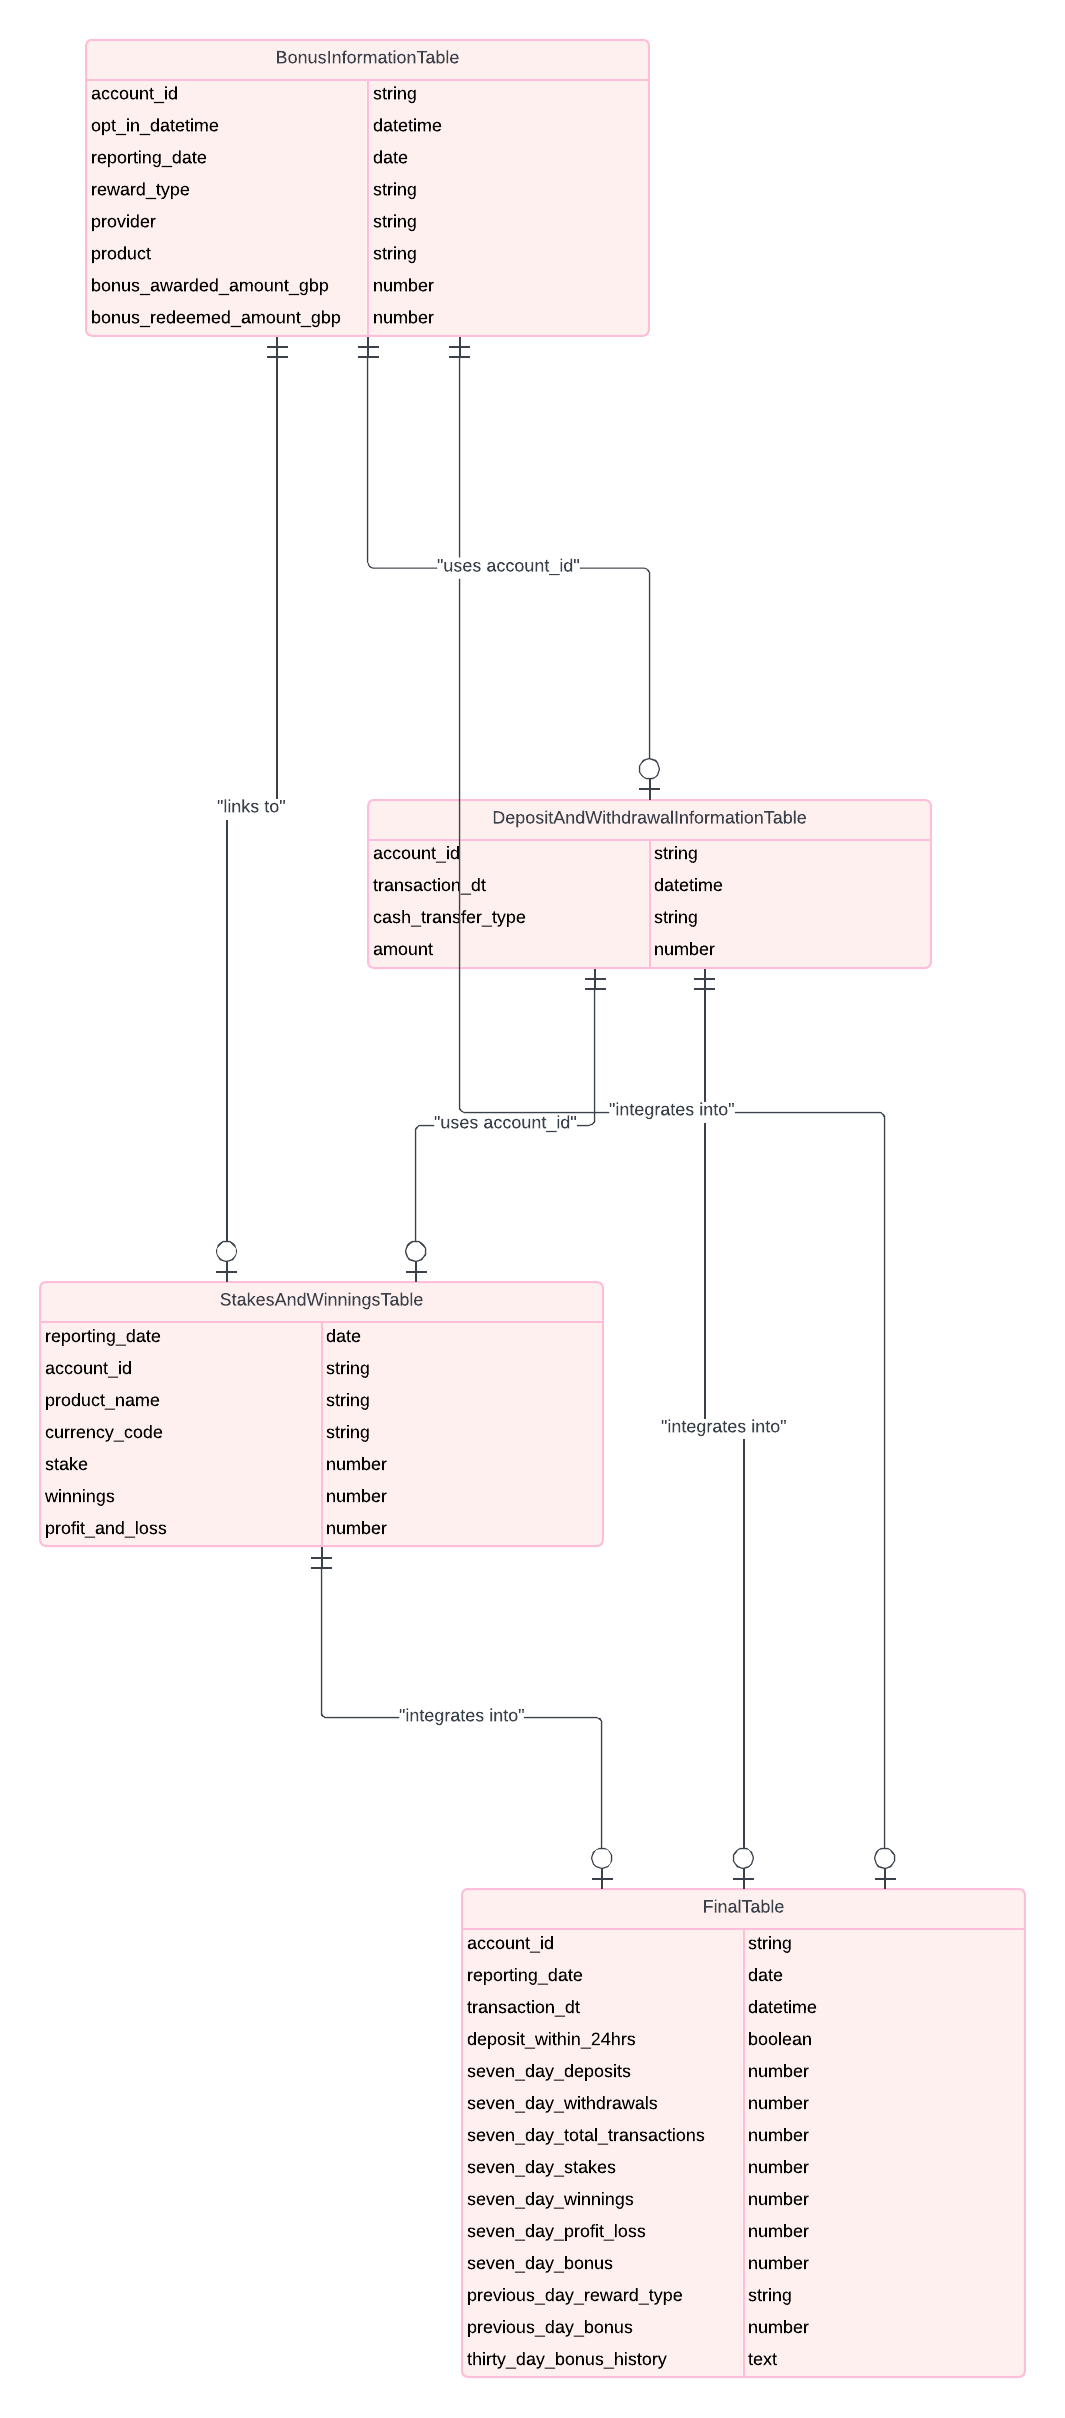 BonusInformationTable
account_id string
opt_in_datetime datetime
reporting_date date
reward_type string
provider string
product string
bonus_awarded_amount_gbp number
bonus_redeemed_amount_gbp number
"uses account_id"
"links to"
DepositAndWithdrawalInformationTable
account_id string
transaction_dt datetime
cash_transfer_type string
amount number
"integrates into"
"uses account_id"
StakesAndWinningsTable
reporting_date date
account_id string
product_name string
currency_code string
stake number
winnings number
profit_and_loss number
"integrates into"
"integrates into"
FinalTable
account_id string
reporting_date date
transaction_dt datetime
deposit_within_24hrs boolean
seven_day_deposits number
seven_day_withdrawals number
seven_day_total_transactions number
seven_day_stakes number
seven_day_winnings number
seven_day_profit_loss number
seven_day_bonus number
previous_day_reward_type string
previous_day_bonus number
thirty_day_bonus_history text